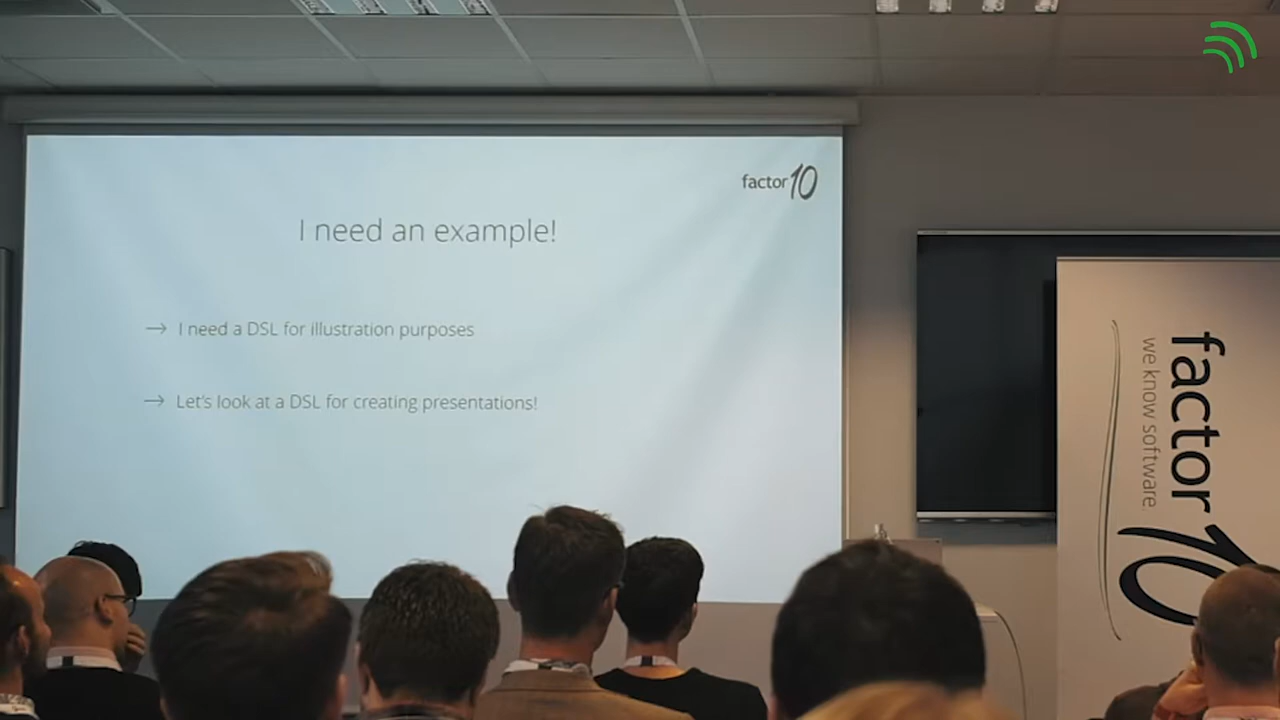 factor10
I need an example!
→ I need a DSL for illustration purposes
→ Let's look at a DSL for creating presentations!
factor10
we know software.